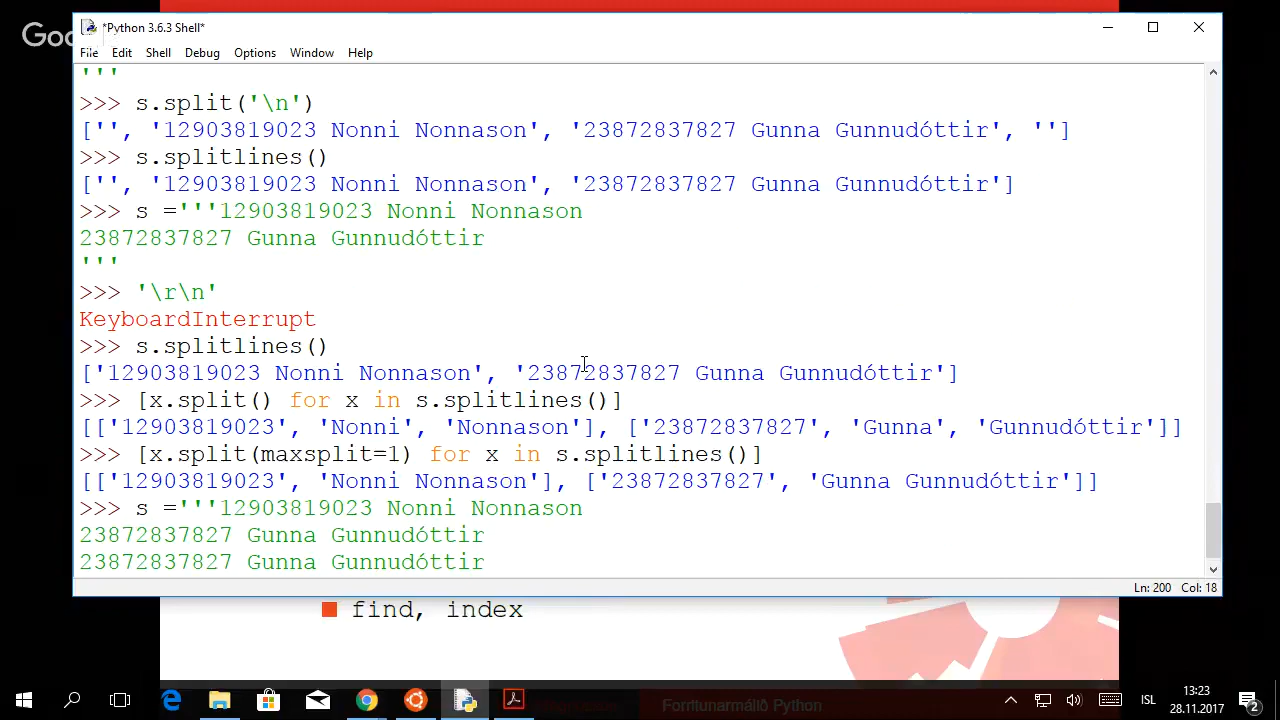 Goo
*Python 3.6.3 Shell*
File Edit Shell Debug Options Window Help
'''
>>> s.split('\n')
['', '12903819023 Nonni Nonnason', '23872837827 Gunna Gunnudóttir', '']
>>> s.splitlines()
['', '12903819023 Nonni Nonnason', '23872837827 Gunna Gunnudóttir']
>>> s ='''12903819023 Nonni Nonnason
23872837827 Gunna Gunnudóttir
'''
>>> '\r\n'
KeyboardInterrupt
>>> s.splitlines()
['12903819023 Nonni Nonnason', '23872837827 Gunna Gunnudóttir']
>>> [x.split() for x in s.splitlines()]
[['12903819023', 'Nonni', 'Nonnason'], ['23872837827', 'Gunna', 'Gunnudóttir']]
>>> [x.split(maxsplit=1) for x in s.splitlines()]
[['12903819023', 'Nonni Nonnason'], ['23872837827', 'Gunna Gunnudóttir']]
>>> s ='''12903819023 Nonni Nonnason
23872837827 Gunna Gunnudóttir
23872837827 Gunna Gunnudóttir
Ln: 200 Col: 18
find, index
Forritunarmálið Python
ISL
13:23
28.11.2017
2